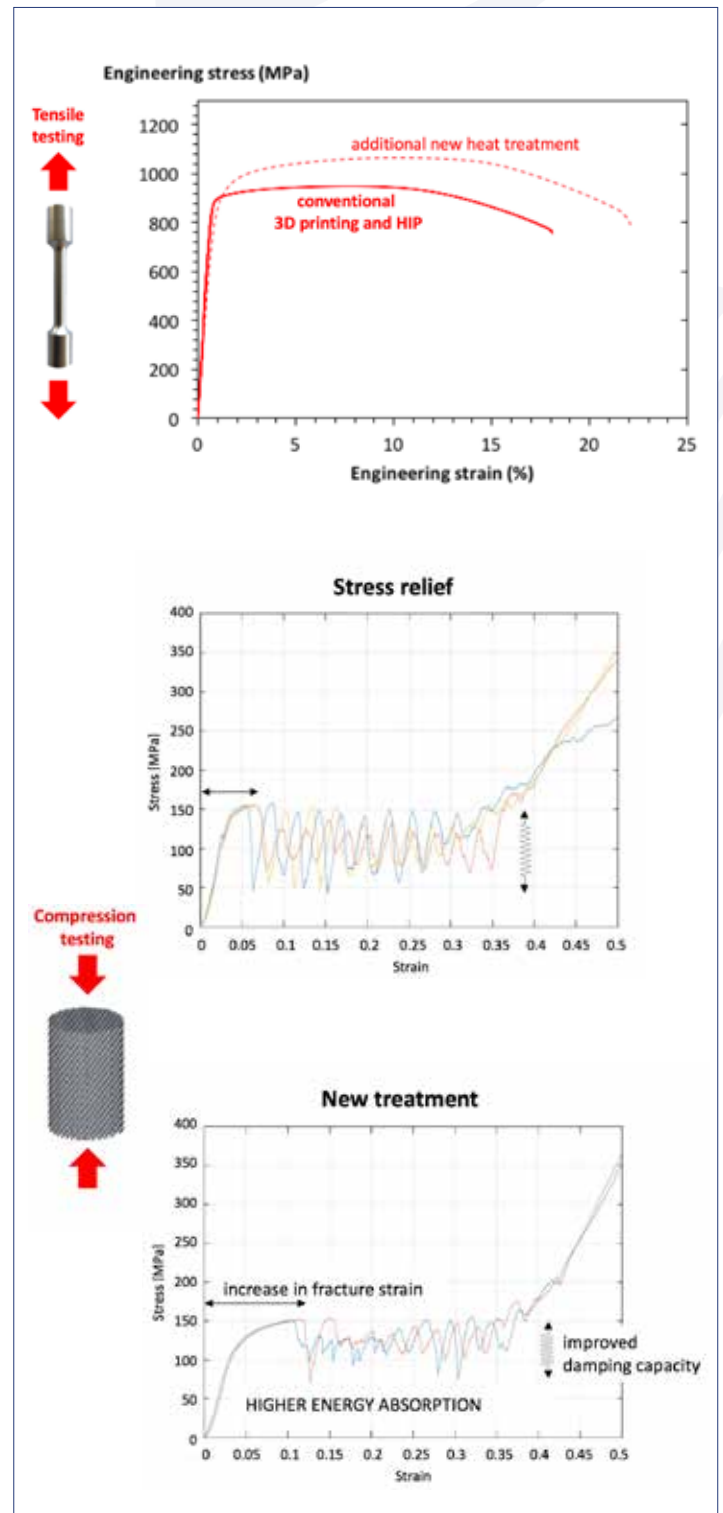 Engineering stress (MPa)
Tensile
testing
1200
1000
800
600
400
200
0
additional new heat treatment
conventional
3D printing and HIP
0 5 10 15 20 25
Engineering strain (%)
Stress relief
400
350
300
250
200
150
100
50
0
Stress [MPa]
0 0.05 0.1 0.15 0.2 0.25 0.3 0.35 0.4 0.45 0.5
Strain
Compression
testing
New treatment
400
350
300
250
200
150
100
50
0
Stress [MPa]
increase in fracture strain
improved
damping capacity
HIGHER ENERGY ABSORPTION
0 0.05 0.1 0.15 0.2 0.25 0.3 0.35 0.4 0.45 0.5
Strain